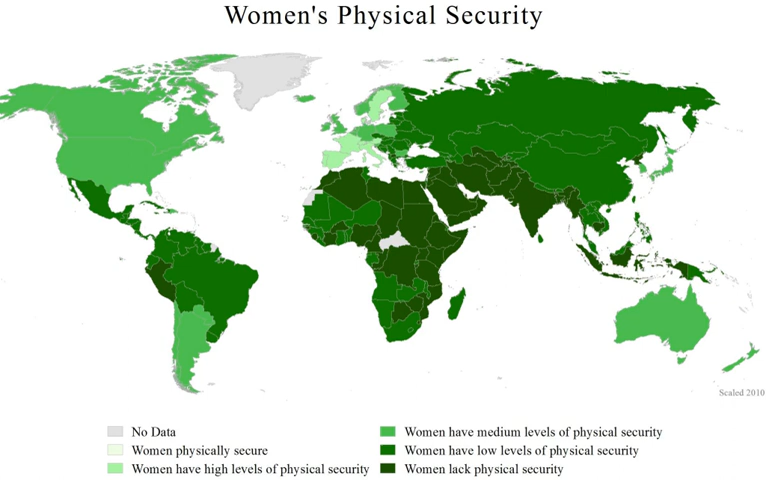 Women's Physical Security
Scaled 2010
No Data
Women physically secure
Women have high levels of physical security
Women have medium levels of physical security
Women have low levels of physical security
Women lack physical security